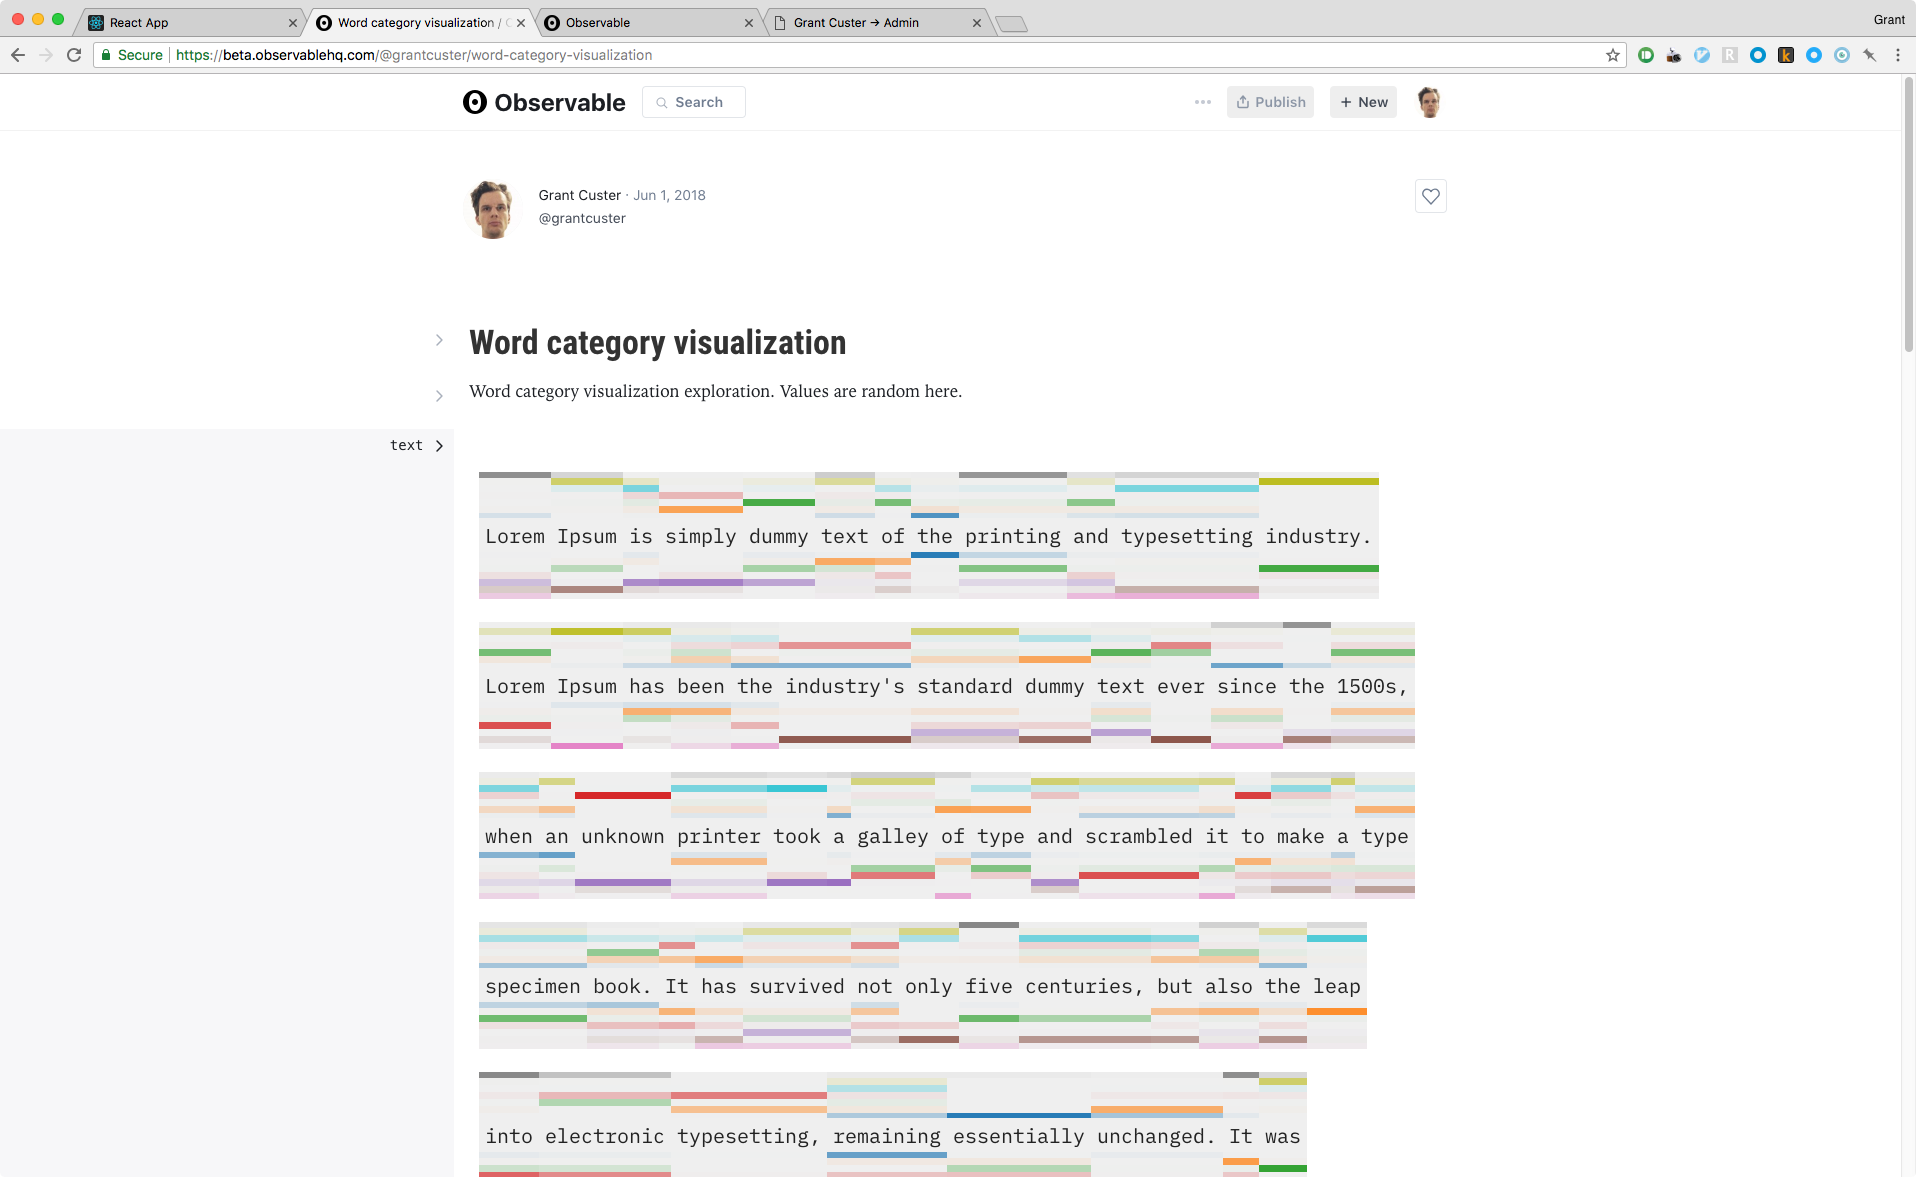 React App
Word category visualization /
Observable
Grant Custer → Admin
Grant
Secure
https://beta.observablehq.com/@grantcuster/word-category-visualization
Observable
Search
Publish
+ New
Grant Custer · Jun 1, 2018
@grantcuster
Word category visualization
Word category visualization exploration. Values are random here.
text
Lorem Ipsum is simply dummy text of the printing and typesetting industry.
Lorem Ipsum has been the industry's standard dummy text ever since the 1500s,
when an unknown printer took a galley of type and scrambled it to make a type
specimen book. It has survived not only five centuries, but also the leap
into electronic typesetting, remaining essentially unchanged. It was